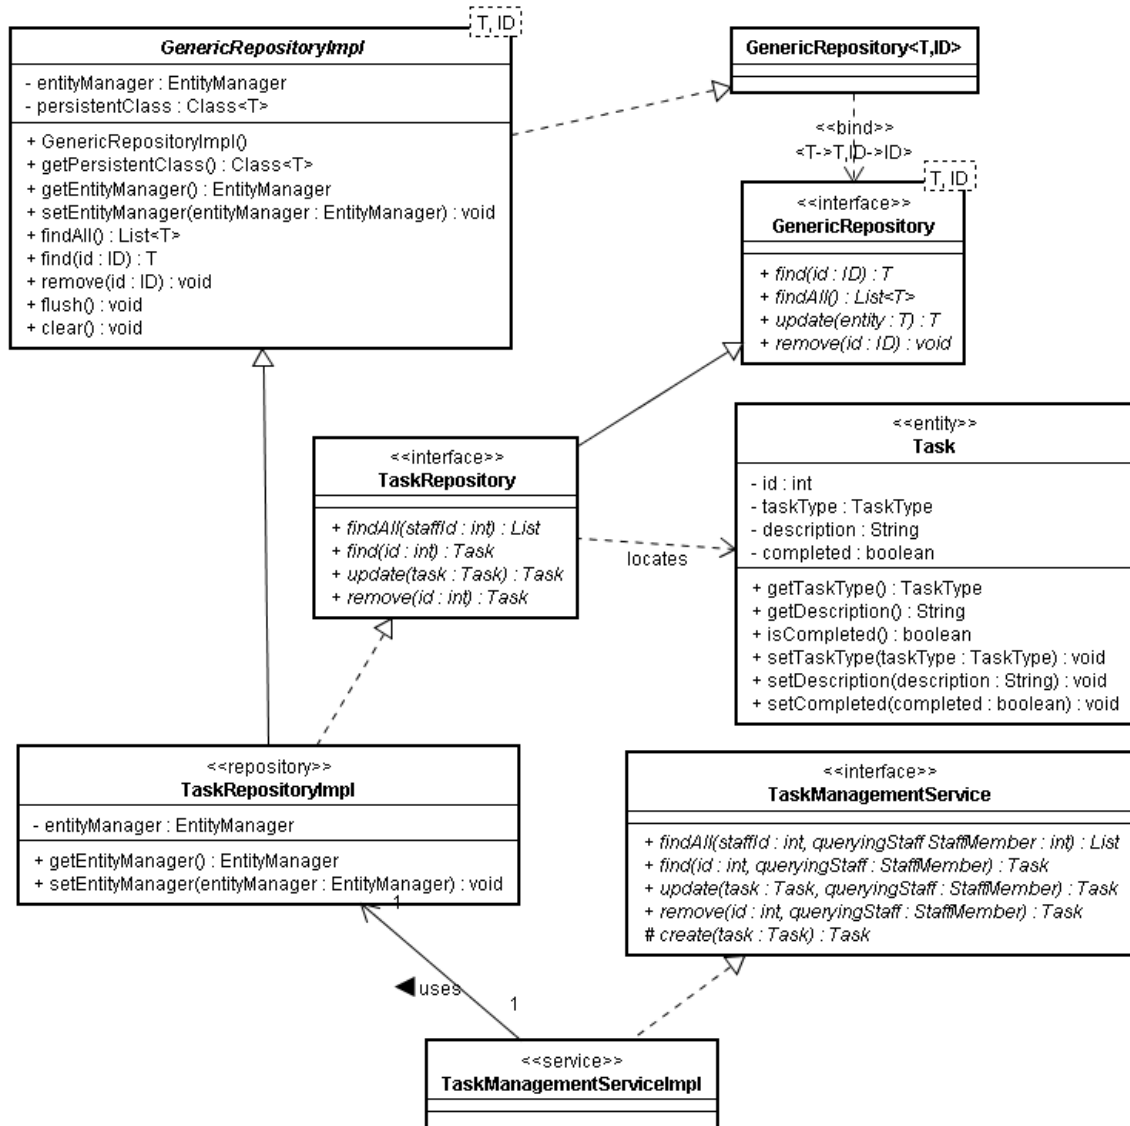 T, ID
GenericRepositoryImpl
- entityManager : EntityManager
- persistentClass : Class<T>
+ GenericRepositoryImpl()
+ getPersistentClass() : Class<T>
+ getEntityManager() : EntityManager
+ setEntityManager(entityManager : EntityManager) : void
+ findAll() : List<T>
+ find(id : ID) : T
+ remove(id : ID) : void
+ flush() : void
+ clear() : void
GenericRepository<T,ID>
<<bind>>
<T->T,ID->ID>
T, ID
<<interface>>
GenericRepository
+ find(id : ID) : T
+ findAll() : List<T>
+ update(entity : T) : T
+ remove(id : ID) : void
<<interface>>
TaskRepository
+ findAll(staffId : int) : List
+ find(id : int) : Task
+ update(task : Task) : Task
+ remove(id : int) : Task
locates
<<entity>>
Task
- id : int
- taskType : TaskType
- description : String
- completed : boolean
+ getTaskType() : TaskType
+ getDescription() : String
+ isCompleted() : boolean
+ setTaskType(taskType : TaskType) : void
+ setDescription(description : String) : void
+ setCompleted(completed : boolean) : void
<<repository>>
TaskRepositoryImpl
- entityManager : EntityManager
+ getEntityManager() : EntityManager
+ setEntityManager(entityManager : EntityManager) : void
1
uses
1
<<interface>>
TaskManagementService
+ findAll(staffId : int, queryingStaff StaffMember : int) : List
+ find(id : int, queryingStaff : StaffMember) : Task
+ update(task : Task, queryingStaff : StaffMember) : Task
+ remove(id : int, queryingStaff : StaffMember) : Task
# create(task : Task) : Task
<<service>>
TaskManagementServiceImpl